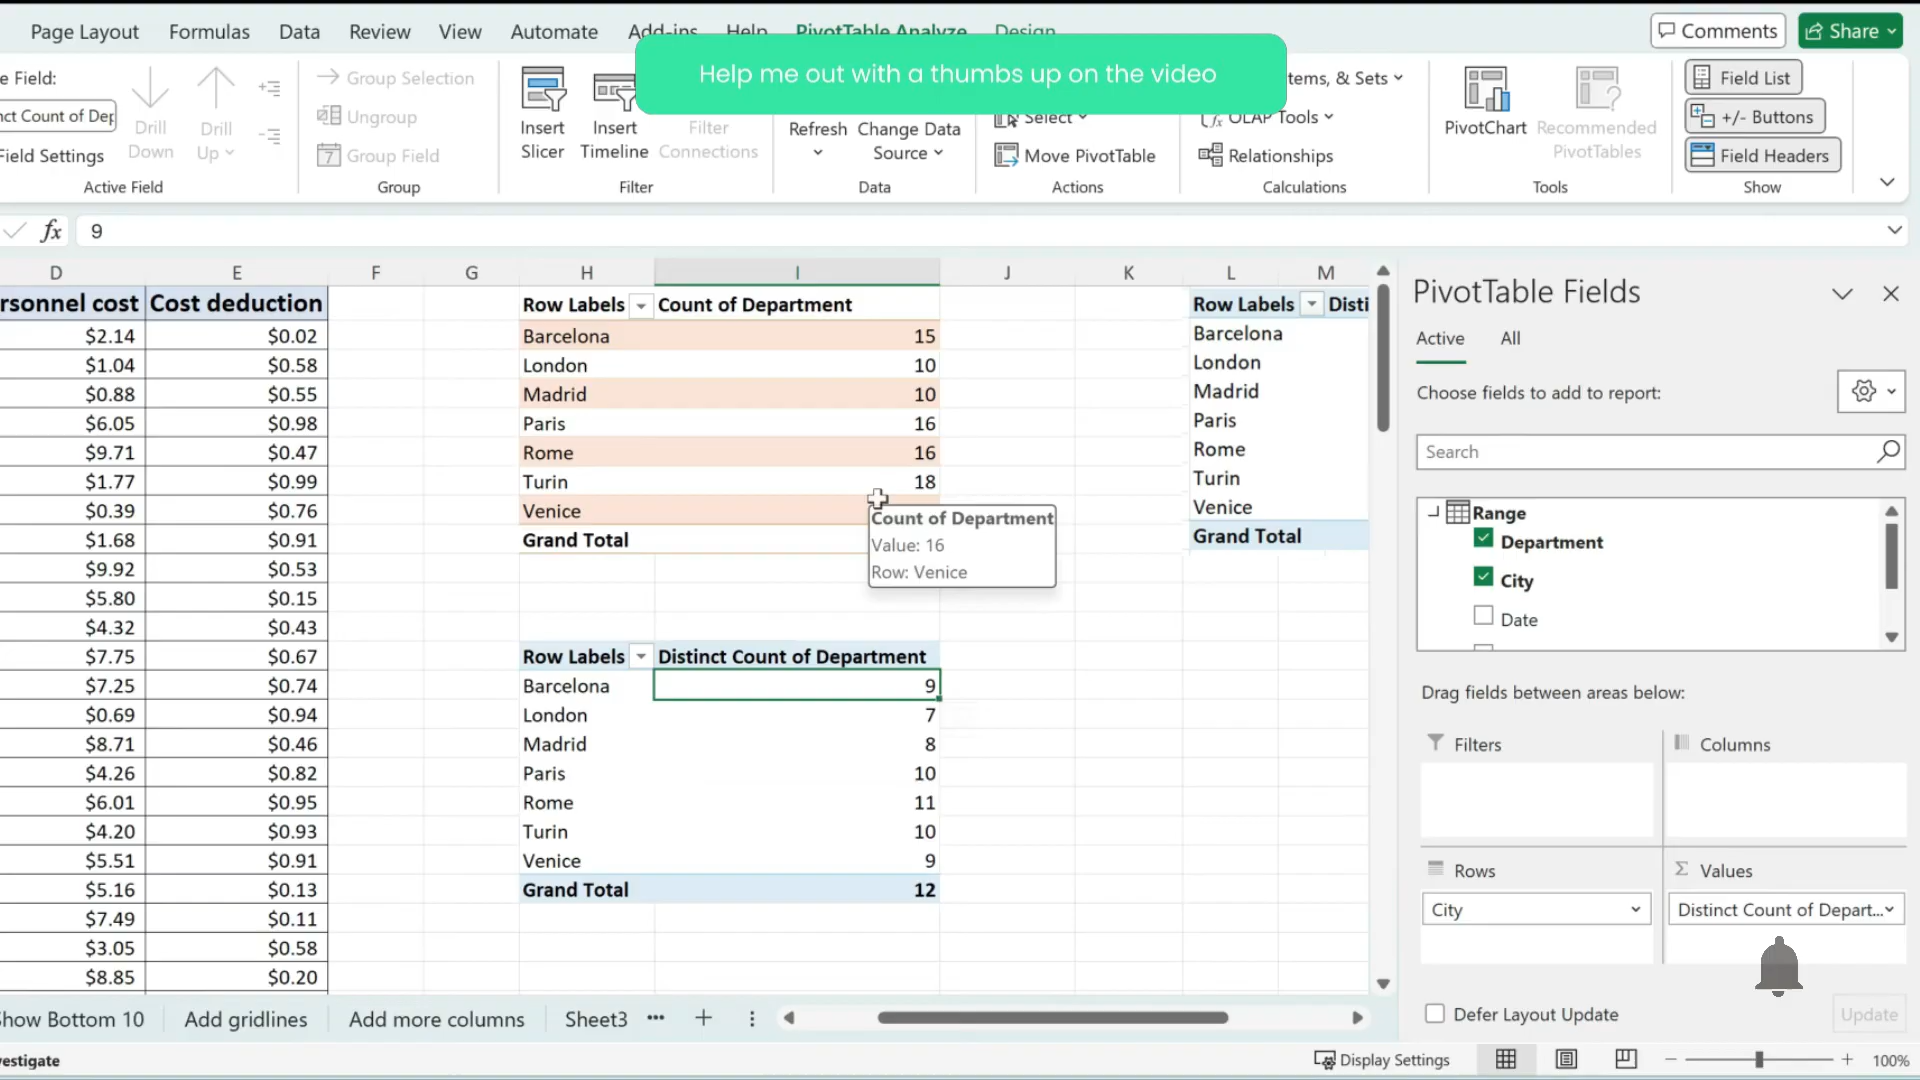 Page Layout Formulas Data Review View Automate Add-ins Help PivotTable Analyze Design Comments Share
Help me out with a thumbs up on the video
e Field:
nct Count of Dep
Field Settings
Drill Down
Drill Up
Active Field
Group Selection
Ungroup
7 Group Field
Group
Insert Slicer
Insert Timeline
Filter Connections
Filter
Refresh
Change Data Source
Data
Select
Move PivotTable
Actions
tems, & Sets
OLAP Tools
Relationships
Calculations
PivotChart
Recommended PivotTables
Tools
Field List
+/- Buttons
Field Headers
Show
fx 9
D E F G H I J K L M
rsonnel cost Cost deduction
$2.14 $0.02
$1.04 $0.58
$0.88 $0.55
$6.05 $0.98
$9.71 $0.47
$1.77 $0.99
$0.39 $0.76
$1.68 $0.91
$9.92 $0.53
$5.80 $0.15
$4.32 $0.43
$7.75 $0.67
$7.25 $0.74
$0.69 $0.94
$8.71 $0.46
$4.26 $0.82
$6.01 $0.95
$4.20 $0.93
$5.51 $0.91
$5.16 $0.13
$7.49 $0.11
$3.05 $0.58
$8.85 $0.20
Row Labels Count of Department
Barcelona 15
London 10
Madrid 10
Paris 16
Rome 16
Turin 18
Venice
Grand Total
Count of Department
Value: 16
Row: Venice
Row Labels Distinct Count of Department
Barcelona 9
London 7
Madrid 8
Paris 10
Rome 11
Turin 10
Venice 9
Grand Total 12
Row Labels Disti
Barcelona
London
Madrid
Paris
Rome
Turin
Venice
Grand Total
PivotTable Fields
Active All
Choose fields to add to report:
Search
Range
Department
City
Date
Drag fields between areas below:
Filters
Columns
Rows
Values
City
Distinct Count of Depart...
Defer Layout Update
Update
Show Bottom 10 Add gridlines Add more columns Sheet3 ...
vestigate
Display Settings
100%